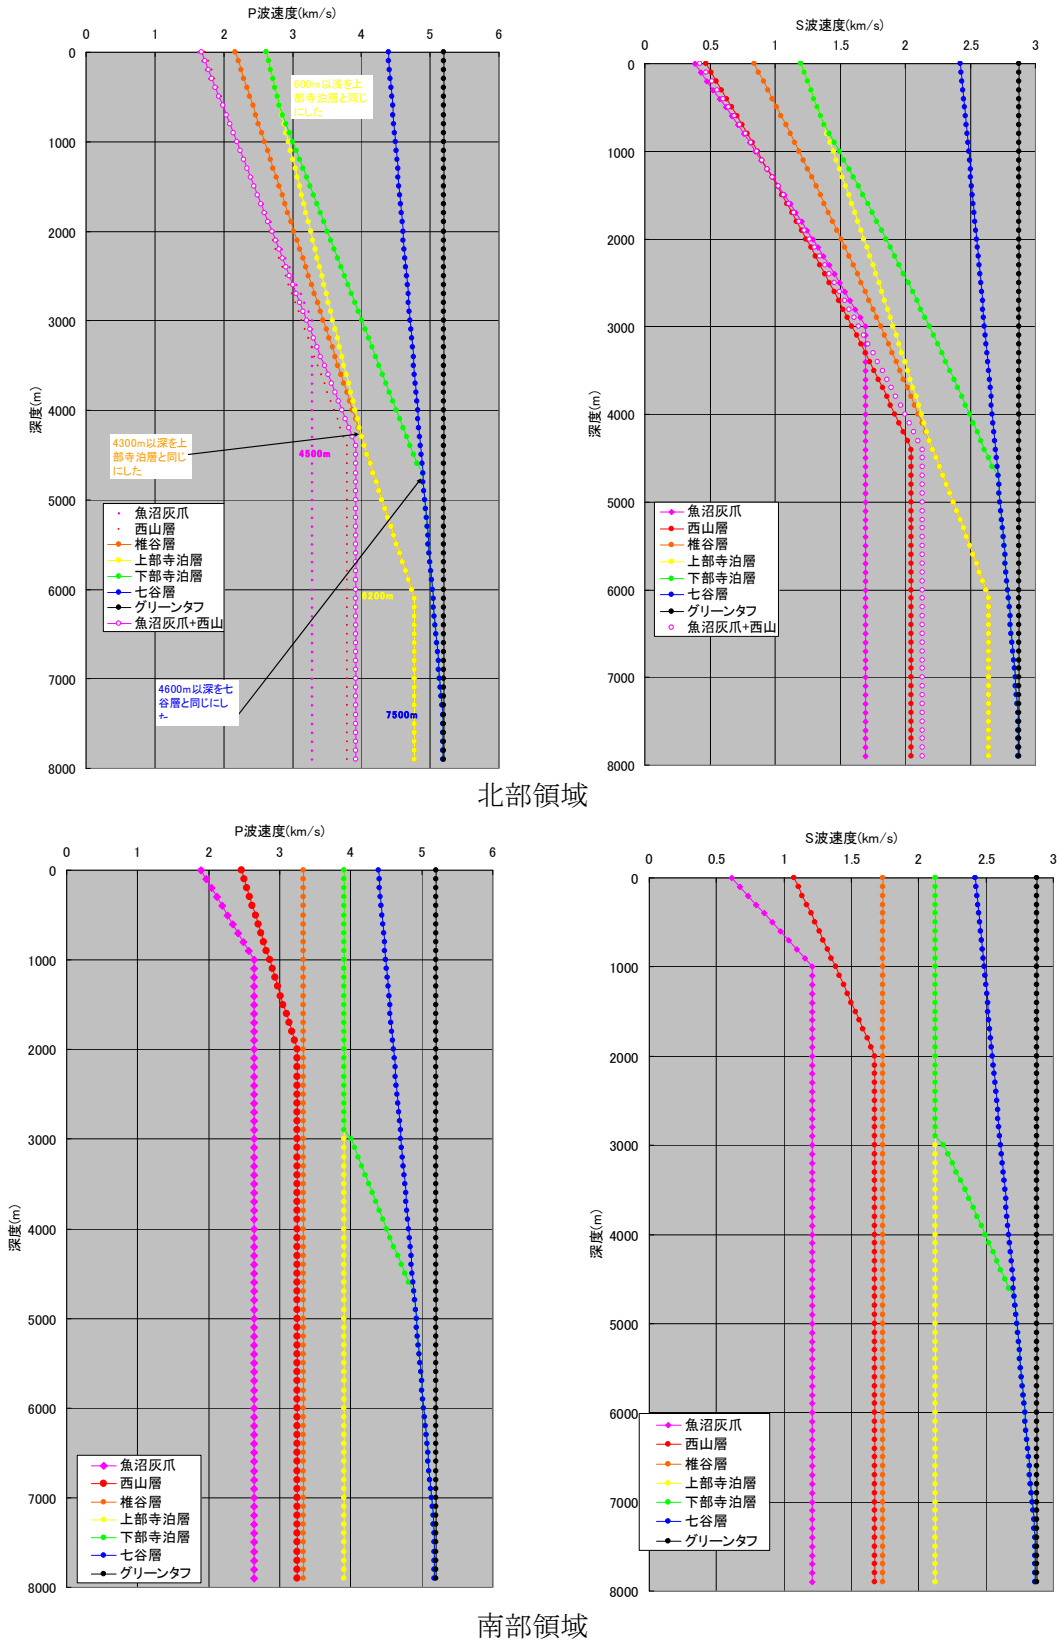 P波速度(km/s)
0 1 2 3 4 5 6
0
1000
2000
3000
4000
5000
6000
7000
8000
深度(m)
600m以深を上
部寺泊層と同じ
にした
4300m以深を上
部寺泊層と同じ
にした
4500m
6200m
4600m以深を七
谷層と同じにし
た
7500m
魚沼灰爪
西山層
椎谷層
上部寺泊層
下部寺泊層
七谷層
グリーンタフ
魚沼灰爪+西山
S波速度(km/s)
0 0.5 1 1.5 2 2.5 3
0
1000
2000
3000
4000
5000
6000
7000
8000
深度(m)
魚沼灰爪
西山層
椎谷層
上部寺泊層
下部寺泊層
七谷層
グリーンタフ
魚沼灰爪+西山
北部領域
P波速度(km/s)
0 1 2 3 4 5 6
0
1000
2000
3000
4000
5000
6000
7000
8000
深度(m)
魚沼灰爪
西山層
椎谷層
上部寺泊層
下部寺泊層
七谷層
グリーンタフ
S波速度(km/s)
0 0.5 1 1.5 2 2.5 3
0
1000
2000
3000
4000
5000
6000
7000
8000
深度(m)
魚沼灰爪
西山層
椎谷層
上部寺泊層
下部寺泊層
七谷層
グリーンタフ
南部領域